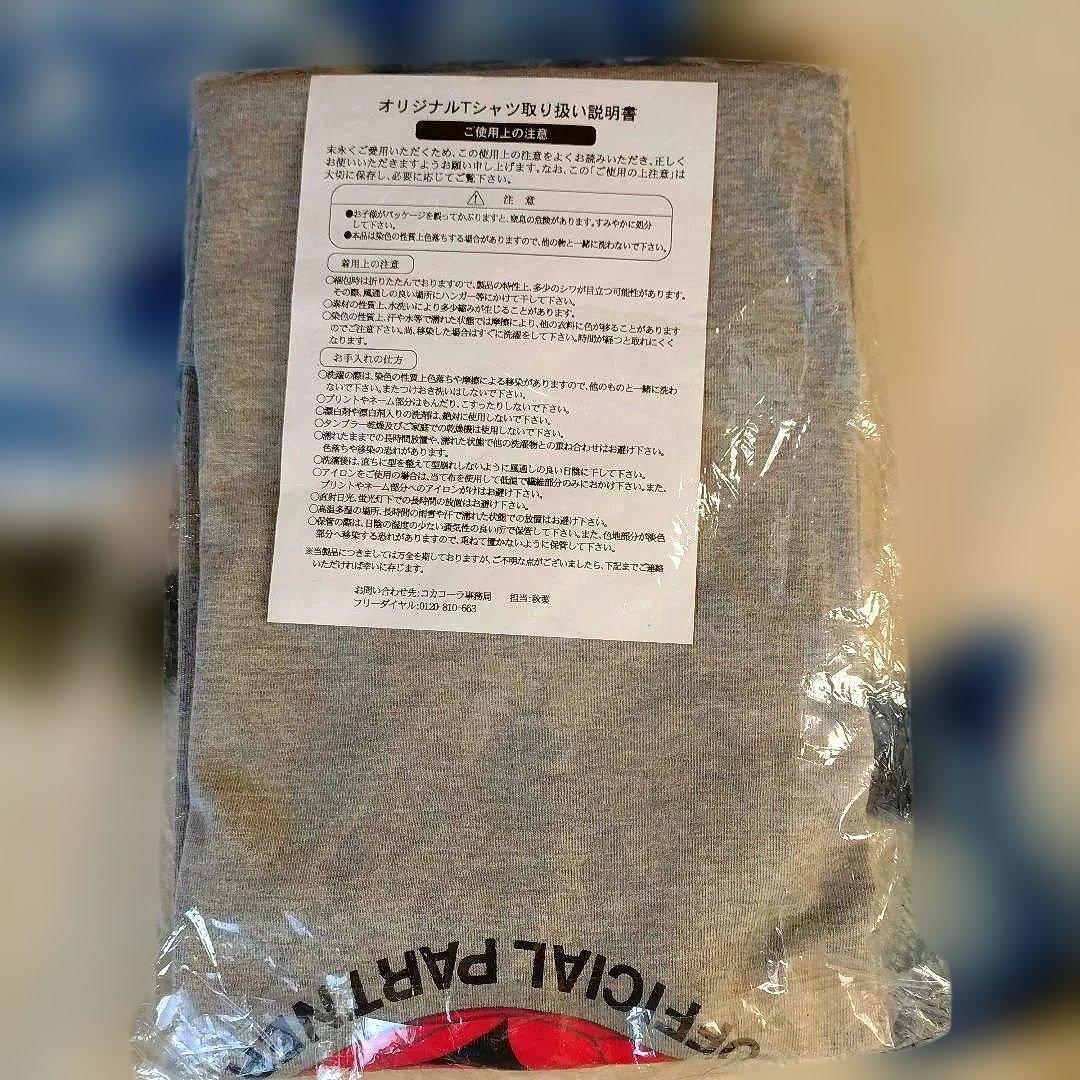 オリジナルTシャツ取り扱い説明書
ご使用上の注意
末永くご愛用いただくため、この使用上の注意をよくお読みいただき、正しく
お使いいただきますようお願い申し上げます。なお、この「ご使用の上注意」は
大切に保存し、必要に応じてご覧下さい。
注 意
●お子様がパッケージを誤ってかぶりますと、窒息の危険があります。すみやかに処分
して下さい。
●本品は染色の性質上色落ちする場合がありますので、他の物と一緒に洗わないで下さい。
着用上の注意
○梱包時は折りたたんでおりますので、製品の特性上、多少のシワが目立つ可能性があります。
その際、風通しの良い場所にハンガー等にかけて干して下さい。
○素材の性質上、水洗いにより多少縮みが生じることがあります。
○染色の性質上、汗や水等で濡れた状態では摩擦により、他の衣料に色が移ることがあります
のでご注意下さい。尚、移染した場合はすぐに洗濯をして下さい。時間が経つと取れにくく
なります。
お手入れの仕方
○洗濯の際は、染色の性質上色落ちや摩擦による移染がありますので、他のものと一緒に洗わ
ないで下さい。またつけおき洗いはしないで下さい。
○プリントやネーム部分はもんだり、こすったりしないで下さい。
○漂白剤や漂白剤入りの洗剤は、絶対に使用しないで下さい。
○タンブラー乾燥及びご家庭での乾燥機は使用しないで下さい。
○濡れたままでの長時間放置や、濡れた状態で他の洗濯物との重ね合わせはお避け下さい。
色落ちや移染の恐れがあります。
○洗濯後は、直ちに型を整えて型崩れしないように風通しの良い日陰に干して下さい。
○アイロンをご使用の場合は、当て布を使用して低温で繊維部分のみにおかけ下さい。また、
プリントやネーム部分へのアイロンがけはお避け下さい。
○直射日光、蛍光灯下での長時間の放置はお避け下さい。
○高温多湿の場所、長時間の雨雪や汗で濡れた状態での放置はお避け下さい。
○保管の際は、日陰の湿度の少ない通気性の良い所で保管して下さい。また、色地部分が淡色
部分へ移染する恐れがありますので、重ねて置かないように保管して下さい。
※当製品につきましては万全を期しておりますが、ご不明な点がございましたら、下記までご連絡
いただければ幸いに存じます。
お問い合わせ先:コカコーラ事務局 担当:秋葉
フリーダイヤル:0120-810-663
OFFICIAL PARTNER